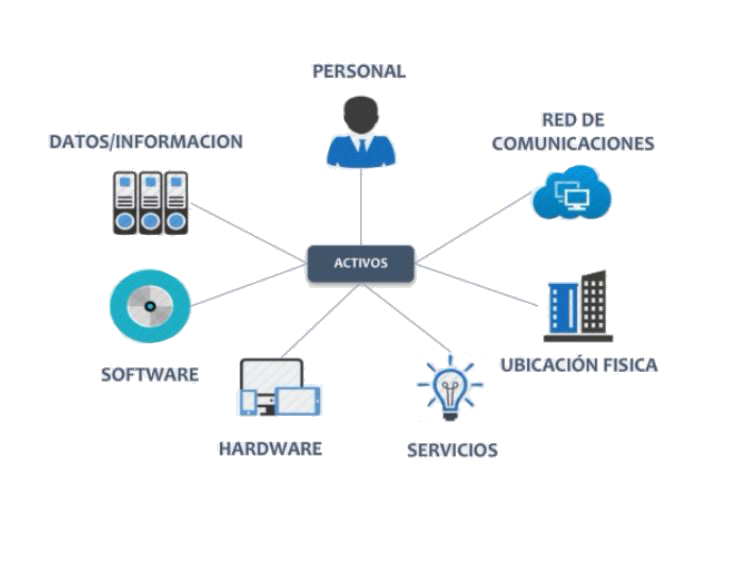 PERSONAL
DATOS/INFORMACION
RED DE
COMUNICACIONES
ACTIVOS
SOFTWARE
UBICACIÓN FISICA
HARDWARE
SERVICIOS